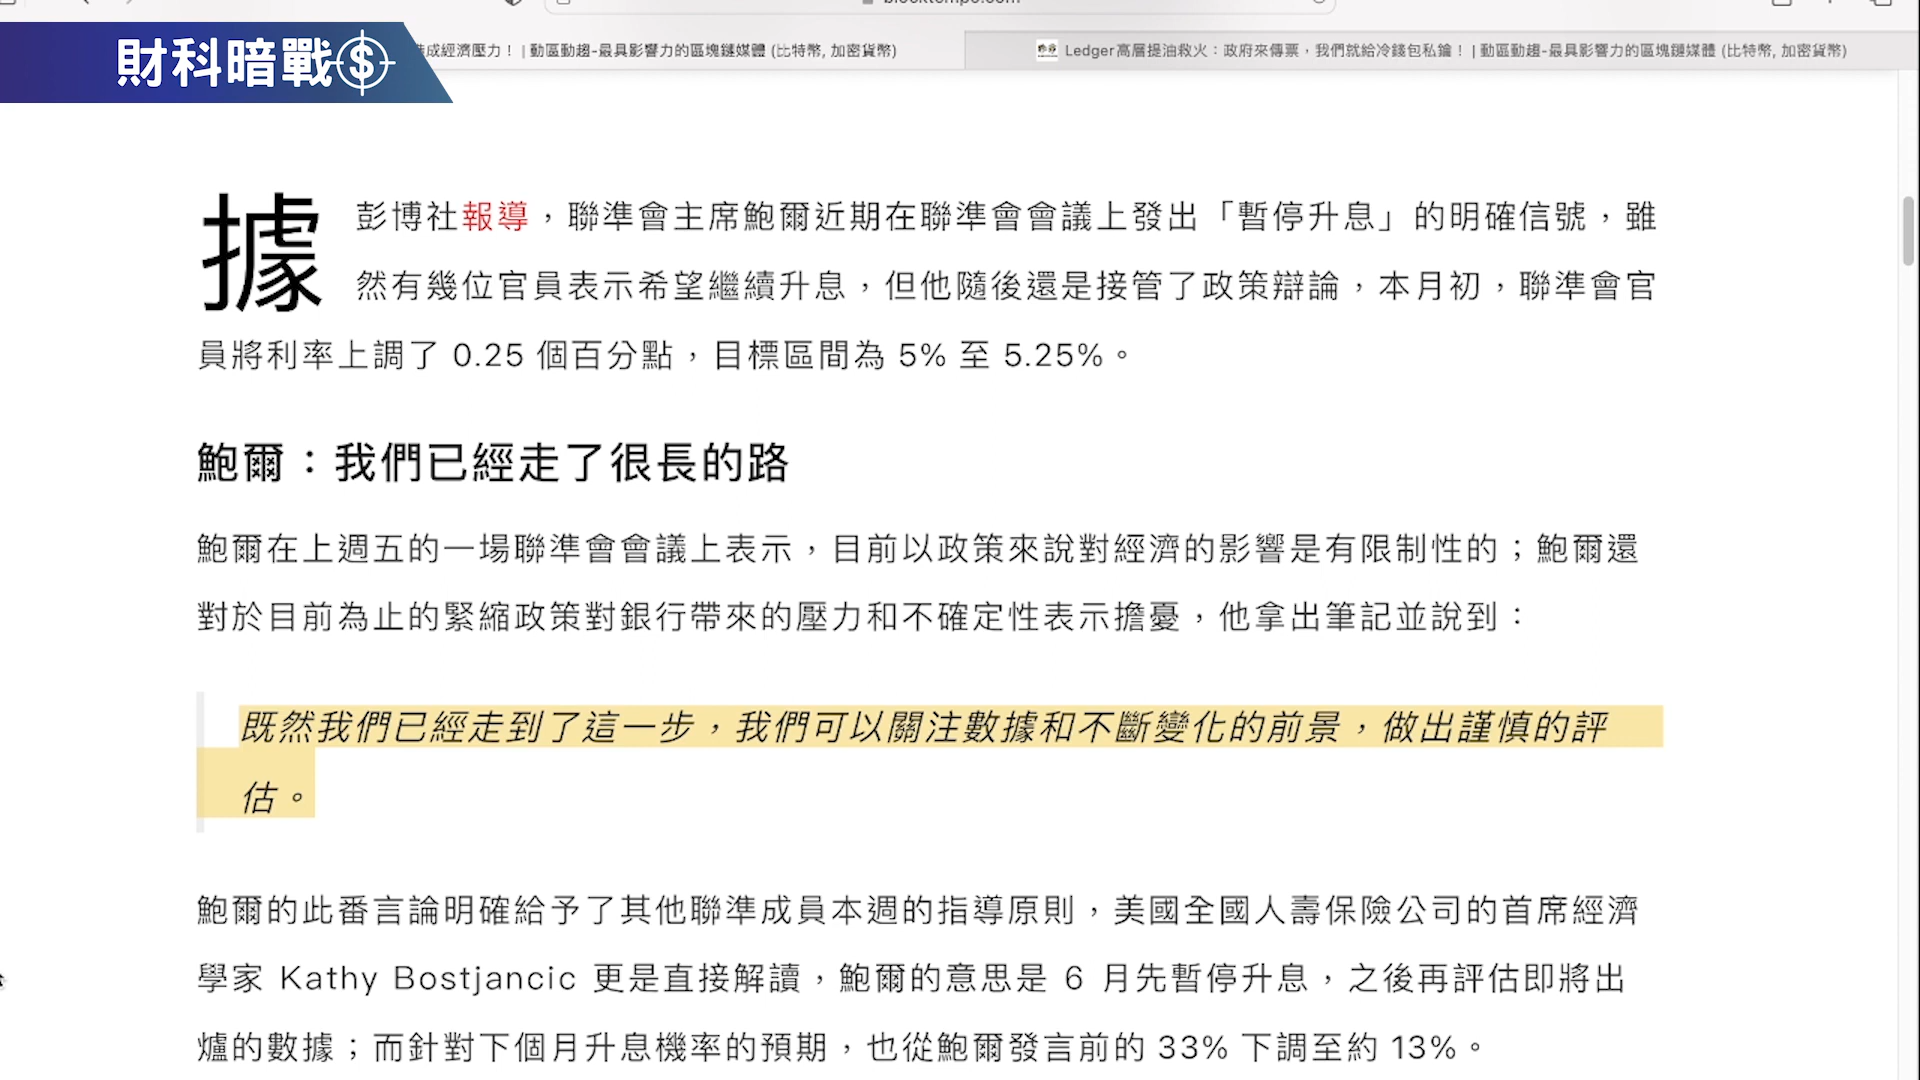 財科暗戰
成經濟壓力！ | 動區動趨-最具影響力的區塊鏈媒體 (比特幣, 加密貨幣)
Ledger高層提油救火：政府來傳票，我們就給冷錢包私鑰！ | 動區動趨-最具影響力的區塊鏈媒體 (比特幣, 加密貨幣)
據彭博社報導，聯準會主席鮑爾近期在聯準會會議上發出「暫停升息」的明確信號，雖
然有幾位官員表示希望繼續升息，但他隨後還是接管了政策辯論，本月初，聯準會官
員將利率上調了 0.25 個百分點，目標區間為 5% 至 5.25%。
鮑爾：我們已經走了很長的路
鮑爾在上週五的一場聯準會會議上表示，目前以政策來說對經濟的影響是有限制性的；鮑爾還
對於目前為止的緊縮政策對銀行帶來的壓力和不確定性表示擔憂，他拿出筆記並說到：
既然我們已經走到了這一步，我們可以關注數據和不斷變化的前景，做出謹慎的評
估。
鮑爾的此番言論明確給予了其他聯準成員本週的指導原則，美國全國人壽保險公司的首席經濟
學家 Kathy Bostjancic 更是直接解讀，鮑爾的意思是 6 月先暫停升息，之後再評估即將出
爐的數據；而針對下個月升息機率的預期，也從鮑爾發言前的 33% 下調至約 13%。